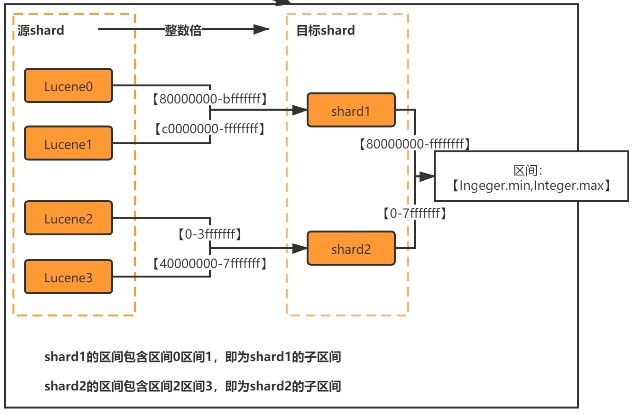 源shard
整数倍
目标shard
Lucene0
【80000000-bfffffff】
shard1
【c0000000-ffffffff】
Lucene1
【80000000-ffffffff】
区间：
【Ingeger.min,Integer.max】
Lucene2
【0-3fffffff】
【0-7fffffff】
shard2
【40000000-7fffffff】
Lucene3
shard1的区间包含区间0区间1，即为shard1的子区间
shard2的区间包含区间2区间3，即为shard2的子区间